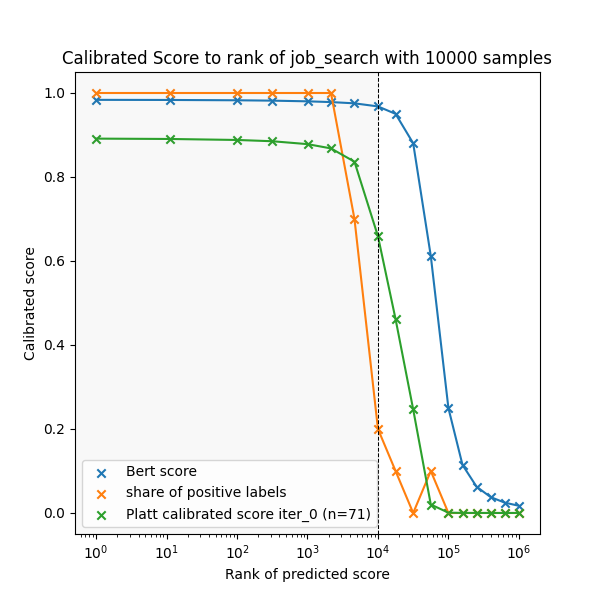 Calibrated Score to rank of job_search with 10000 samples
Calibrated score
1.0
0.8
0.6
0.4
0.2
0.0
Bert score
share of positive labels
Platt calibrated score iter_0 (n=71)
10⁰ 10¹ 10² 10³ 10⁴ 10⁵ 10⁶
Rank of predicted score